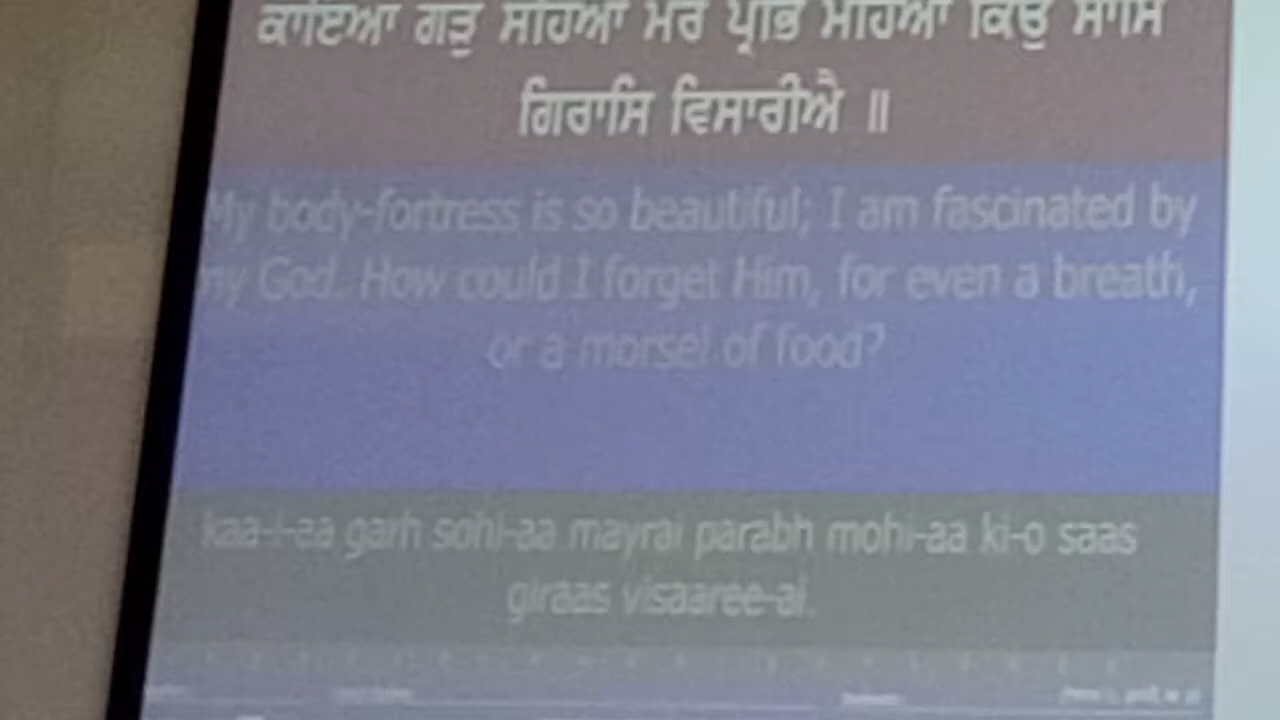 ਕਾਇਆ ਗੜੁ ਸੋਹਿਆ ਮੇਰੈ ਪ੍ਰਭਿ ਮੋਹਿਆ ਕਿਉ ਸਾਸਿ
ਗਿਰਾਸਿ ਵਿਸਾਰੀਐ ॥
My body-fortress is so beautiful; I am fascinated by
my God. How could I forget Him, for even a breath,
or a morsel of food?
kaa-i-aa garh sohi-aa mayrai parabh mohi-aa ki-o saas
giraas visaaree-ai.